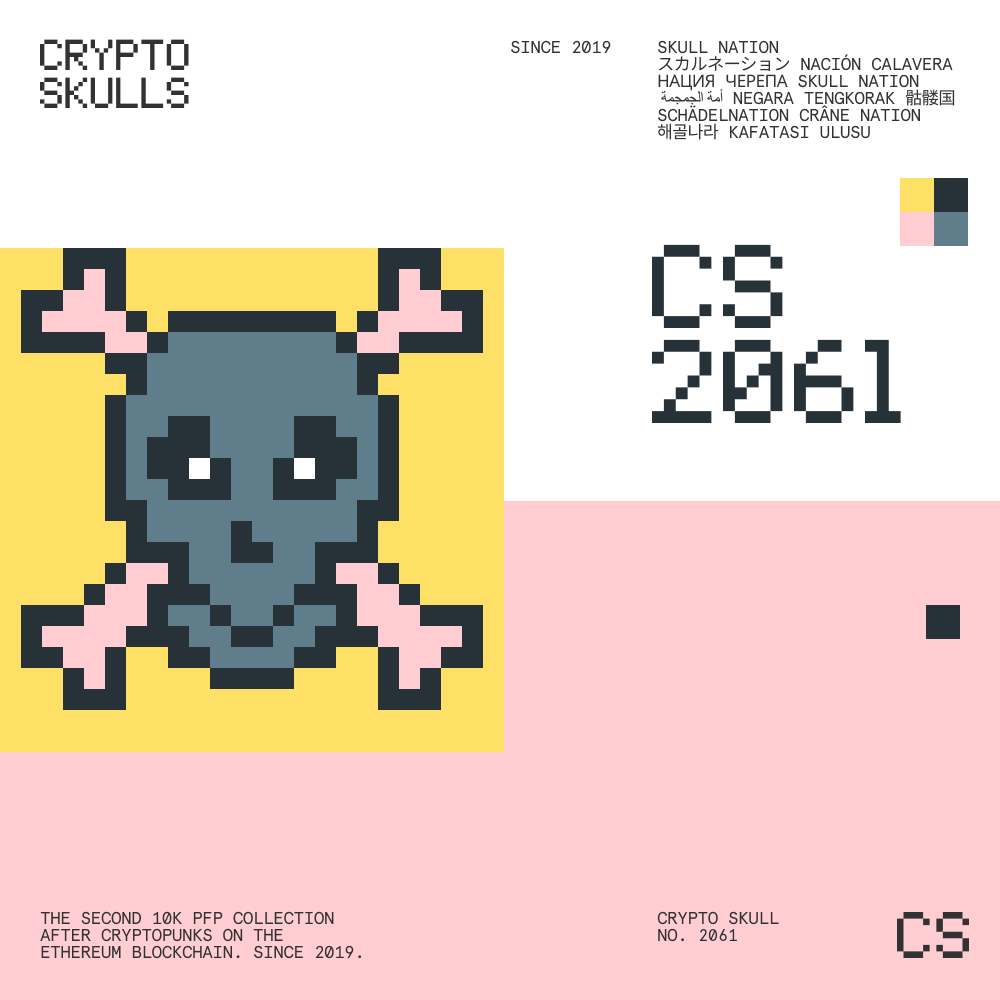 CRYPTO
SKULLS
SINCE 2019
SKULL NATION
スカルネーション NACIÓN CALAVERA
НАЦИЯ ЧЕРЕПА SKULL NATION
أمة الجمجمة NEGARA TENGKORAK 骷髅国
SCHÄDELNATION CRÂNE NATION
해골나라 KAFATASI ULUSU
CS
2061
THE SECOND 10K PFP COLLECTION
AFTER CRYPTOPUNKS ON THE
ETHEREUM BLOCKCHAIN. SINCE 2019.
CRYPTO SKULL
NO. 2061
CS